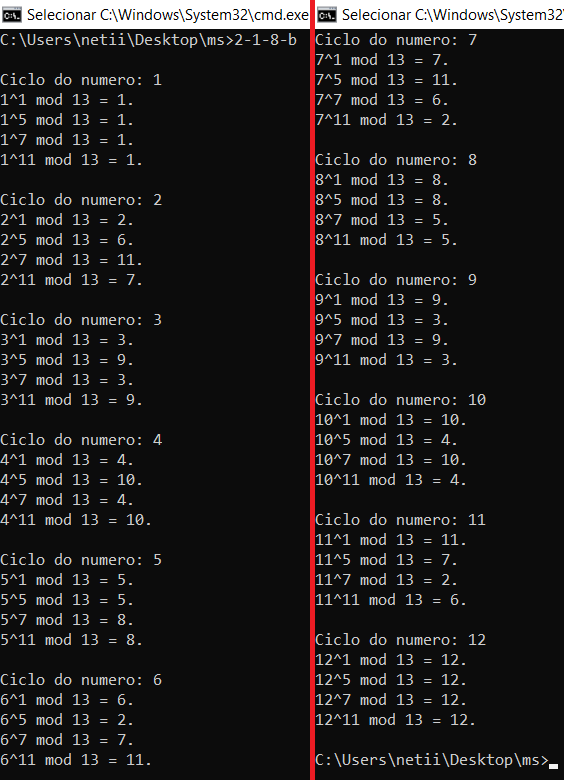 Selecionar C:\Windows\System32\cmd.exe
C:\Users\netii\Desktop\ms>2-1-8-b
Ciclo do numero: 1
1^1 mod 13 = 1.
1^5 mod 13 = 1.
1^7 mod 13 = 1.
1^11 mod 13 = 1.
Ciclo do numero: 2
2^1 mod 13 = 2.
2^5 mod 13 = 6.
2^7 mod 13 = 11.
2^11 mod 13 = 7.
Ciclo do numero: 3
3^1 mod 13 = 3.
3^5 mod 13 = 9.
3^7 mod 13 = 3.
3^11 mod 13 = 9.
Ciclo do numero: 4
4^1 mod 13 = 4.
4^5 mod 13 = 10.
4^7 mod 13 = 4.
4^11 mod 13 = 10.
Ciclo do numero: 5
5^1 mod 13 = 5.
5^5 mod 13 = 5.
5^7 mod 13 = 8.
5^11 mod 13 = 8.
Ciclo do numero: 6
6^1 mod 13 = 6.
6^5 mod 13 = 2.
6^7 mod 13 = 7.
6^11 mod 13 = 11.
Selecionar C:\Windows\System32
Ciclo do numero: 7
7^1 mod 13 = 7.
7^5 mod 13 = 11.
7^7 mod 13 = 6.
7^11 mod 13 = 2.
Ciclo do numero: 8
8^1 mod 13 = 8.
8^5 mod 13 = 8.
8^7 mod 13 = 5.
8^11 mod 13 = 5.
Ciclo do numero: 9
9^1 mod 13 = 9.
9^5 mod 13 = 3.
9^7 mod 13 = 9.
9^11 mod 13 = 3.
Ciclo do numero: 10
10^1 mod 13 = 10.
10^5 mod 13 = 4.
10^7 mod 13 = 10.
10^11 mod 13 = 4.
Ciclo do numero: 11
11^1 mod 13 = 11.
11^5 mod 13 = 7.
11^7 mod 13 = 2.
11^11 mod 13 = 6.
Ciclo do numero: 12
12^1 mod 13 = 12.
12^5 mod 13 = 12.
12^7 mod 13 = 12.
12^11 mod 13 = 12.
C:\Users\netii\Desktop\ms>